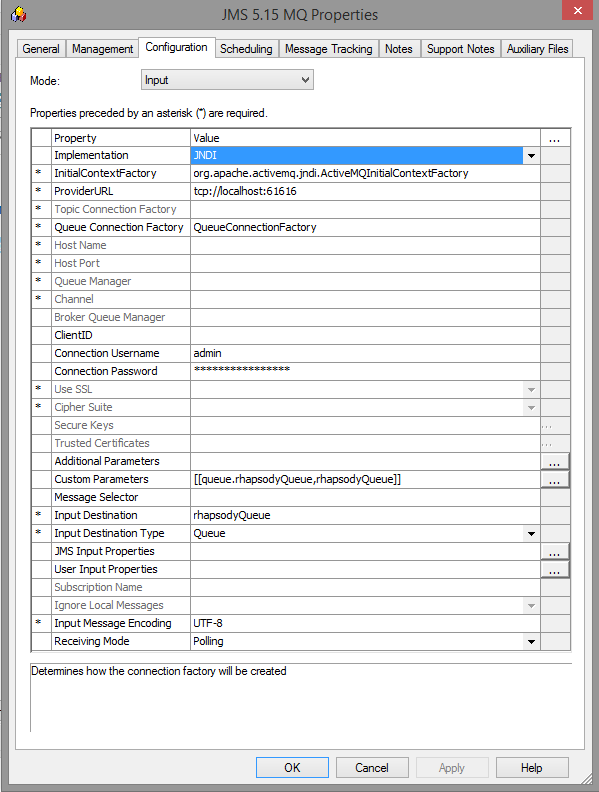 JMS 5.15 MQ Properties
General Management Configuration Scheduling Message Tracking Notes Support Notes Auxiliary Files
Mode: Input
Properties preceded by an asterisk (*) are required.
Property Value ...
Implementation JNDI
* InitialContextFactory org.apache.activemq.jndi.ActiveMQInitialContextFactory
* ProviderURL tcp://localhost:61616
* Topic Connection Factory
* Queue Connection Factory QueueConnectionFactory
* Host Name
* Host Port
* Queue Manager
* Channel
Broker Queue Manager
ClientID
Connection Username admin
Connection Password ****************
* Use SSL
* Cipher Suite
Secure Keys ...
Trusted Certificates ...
Additional Parameters ...
Custom Parameters [[queue.rhapsodyQueue,rhapsodyQueue]] ...
Message Selector
* Input Destination rhapsodyQueue
* Input Destination Type Queue
JMS Input Properties ...
User Input Properties ...
Subscription Name
Ignore Local Messages
* Input Message Encoding UTF-8
Receiving Mode Polling
Determines how the connection factory will be created
OK Cancel Apply Help